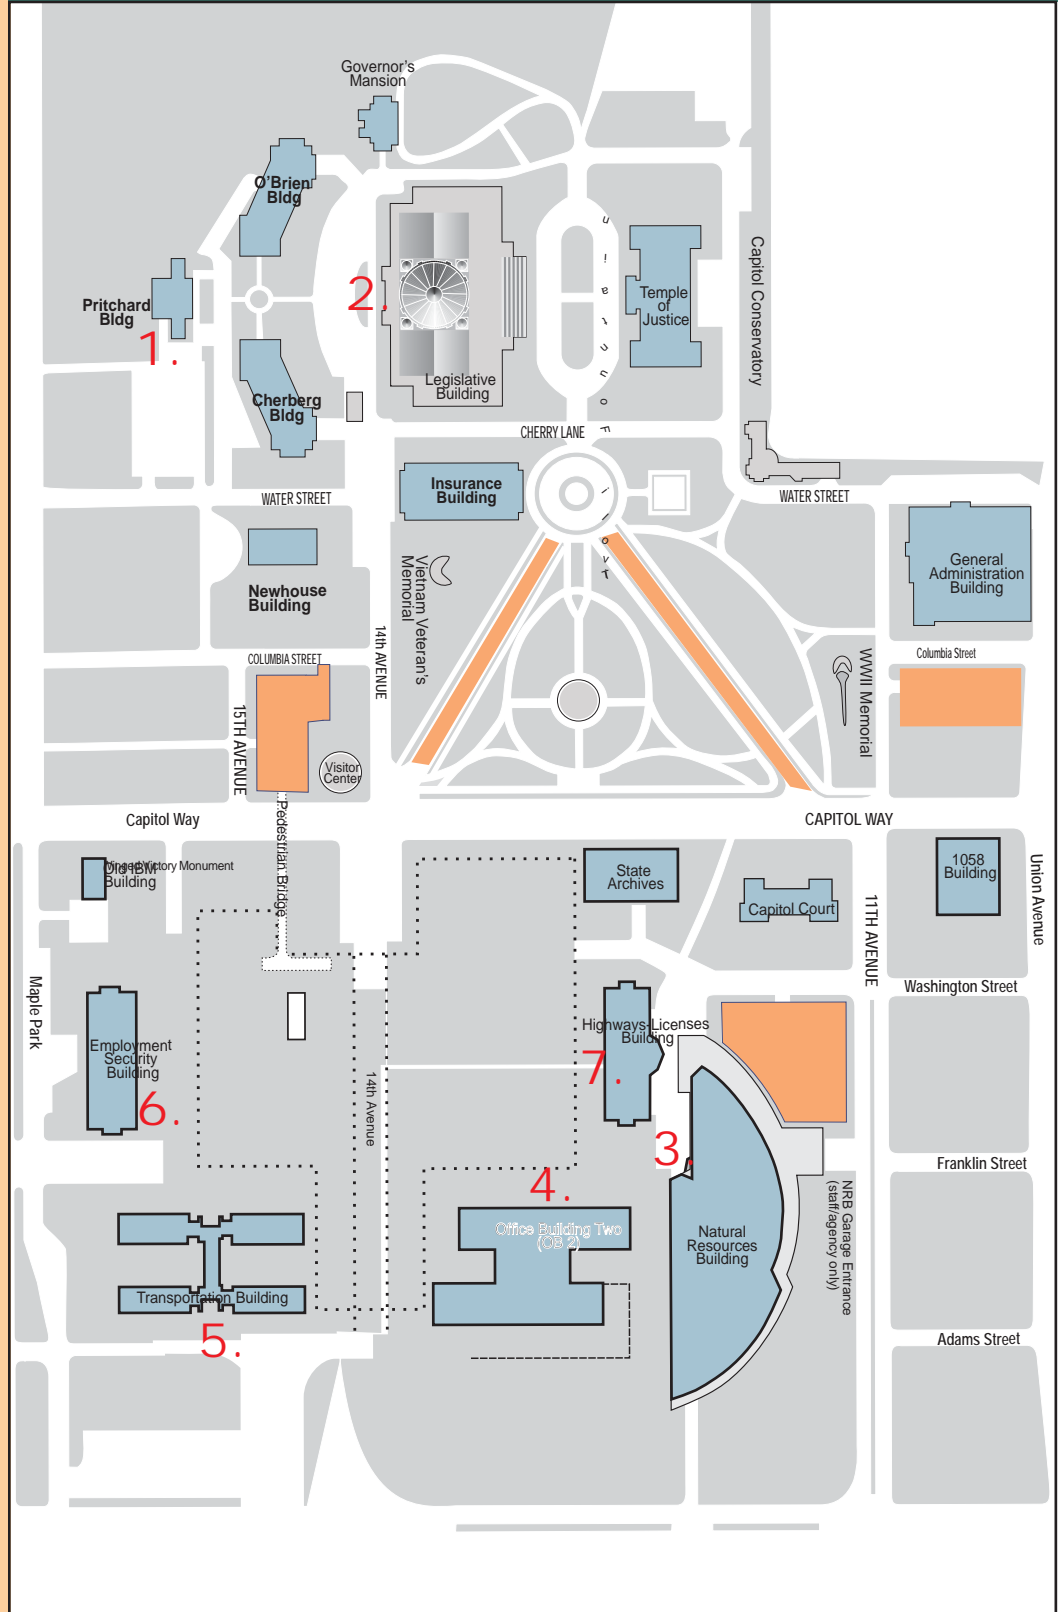 Governor's
Mansion
O'Brien
Bldg
Pritchard
Bldg
1.
2.
Legislative
Building
Temple
of
Justice
Capitol Conservatory
Cherberg
Bldg
CHERRY LANE
Tivoli Fountain
WATER STREET
Insurance
Building
WATER STREET
General
Administration
Building
Newhouse
Building
Vietnam Veteran's
Memorial
14th AVENUE
COLUMBIA STREET
Columbia Street
WWII Memorial
15TH AVENUE
Visitor
Center
Capitol Way
CAPITOL WAY
Pedestrian Bridge
Winged Victory Monument
Old IBM
Building
State
Archives
Capitol Court
1058
Building
Union Avenue
11TH AVENUE
Washington Street
Maple Park
Employment
Security
Building
6.
Highways-Licenses
Building
7.
14th Avenue
3.
Franklin Street
4.
Office Building Two
(OB 2)
Natural
Resources
Building
NRB Garage Entrance
(staff/agency only)
Transportation Building
5.
Adams Street